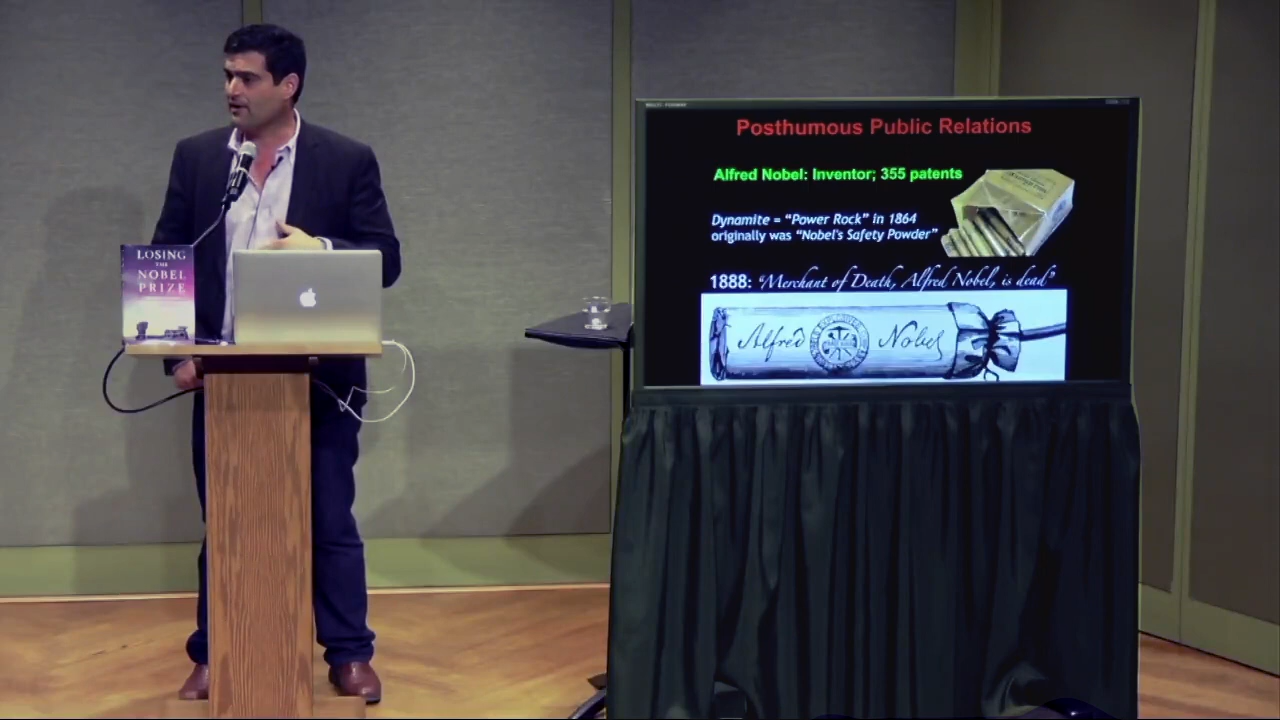 LOSING
THE
NOBEL
PRIZE
Posthumous Public Relations
Alfred Nobel: Inventor; 355 patents
Dynamite = “Power Rock” in 1864
originally was “Nobel's Safety Powder”
1888: “Merchant of Death, Alfred Nobel, is dead”
Alfred Nobel